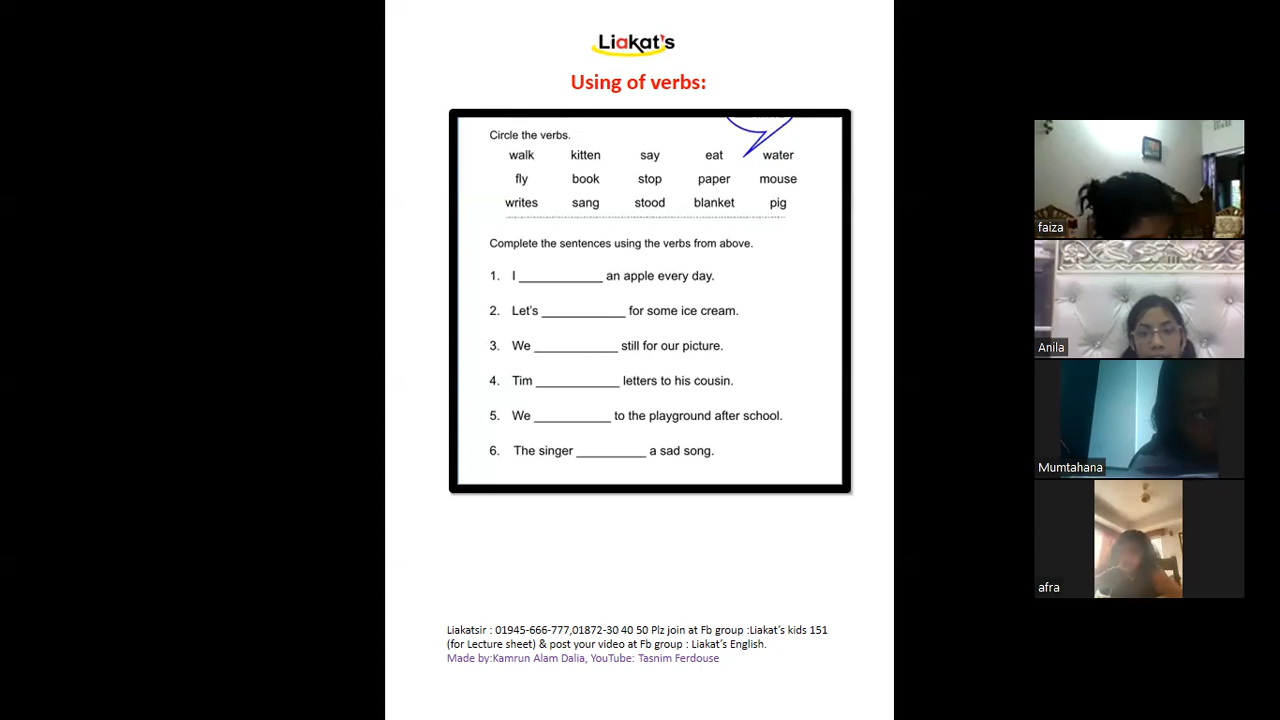 Liakat's
Using of verbs:
Circle the verbs.
walk kitten say eat water
fly book stop paper mouse
writes sang stood blanket pig
Complete the sentences using the verbs from above.
1. I ____________ an apple every day.
2. Let's ____________ for some ice cream.
3. We ____________ still for our picture.
4. Tim ____________ letters to his cousin.
5. We ___________ to the playground after school.
6. The singer __________ a sad song.
Liakatsir : 01945-666-777,01872-30 40 50 Plz join at Fb group :Liakat's kids 151
(for Lecture sheet) & post your video at Fb group : Liakat's English.
Made by:Kamrun Alam Dalia, YouTube: Tasnim Ferdouse
faiza
Anila
Mumtahana
afra